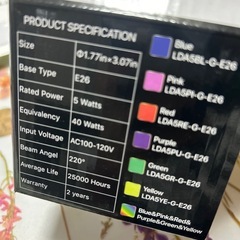 PRODUCT SPECIFICATION
Size Φ1.77in×3.07in
Base Type E26
Rated Power 5 Watts
Equivalency 40 Watts
Input Voltage AC100-120V
Beam Angel 220°
Average Life 25000 Hours
Warranty 2 years
Blue
LDA5BL-G-E26
Pink
LDA5PI-G-E26
Red
LDA5RE-G-E26
Purple
LDA5PU-G-E26
Green
LDA5GR-G-E26
Yellow
LDA5YE-G-E26
Blue&Pink&Red&
Purple&Green&Yellow